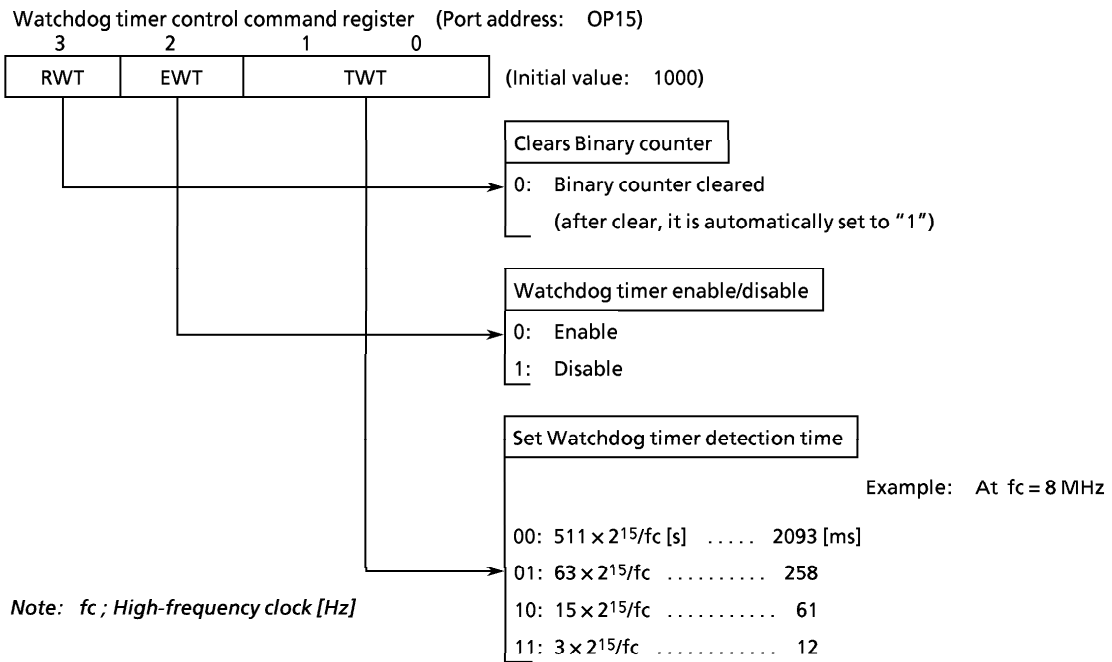 Watchdog timer control command register (Port address: OP15)
3 2 1 0
RWT EWT TWT (Initial value: 1000)
Clears Binary counter
0: Binary counter cleared
(after clear, it is automatically set to “1”)
Watchdog timer enable/disable
0: Enable
1: Disable
Set Watchdog timer detection time
Example: At fc = 8 MHz
00: 511 × 2¹⁵/fc [s] ..... 2093 [ms]
01: 63 × 2¹⁵/fc .......... 258
10: 15 × 2¹⁵/fc ........... 61
11: 3 × 2¹⁵/fc ............ 12
Note: fc ; High-frequency clock [Hz]